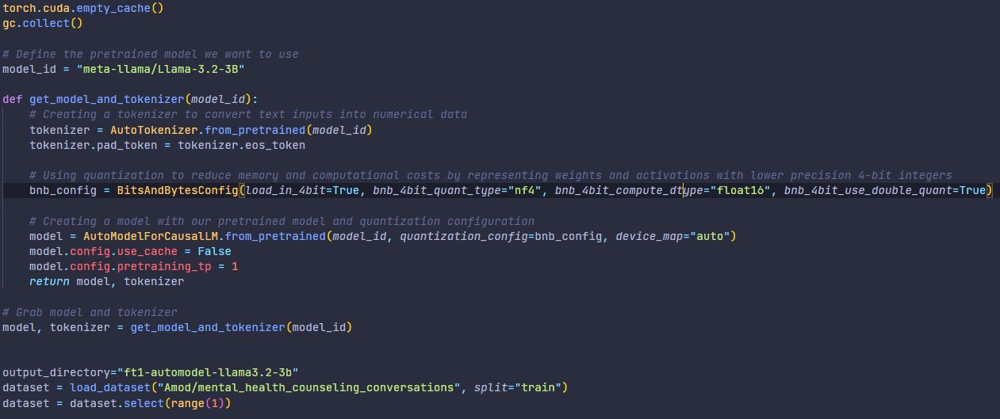 torch.cuda.empty_cache()
gc.collect()
# Define the pretrained model we want to use
model_id = "meta-llama/Llama-3.2-3B"
def get_model_and_tokenizer(model_id):
    # Creating a tokenizer to convert text inputs into numerical data
    tokenizer = AutoTokenizer.from_pretrained(model_id)
    tokenizer.pad_token = tokenizer.eos_token
    # Using quantization to reduce memory and computational costs by representing weights and activations with lower precision 4-bit integers
    bnb_config = BitsAndBytesConfig(load_in_4bit=True, bnb_4bit_quant_type="nf4", bnb_4bit_compute_dtype="float16", bnb_4bit_use_double_quant=True)
    # Creating a model with our pretrained model and quantization configuration
    model = AutoModelForCausalLM.from_pretrained(model_id, quantization_config=bnb_config, device_map="auto")
    model.config.use_cache = False
    model.config.pretraining_tp = 1
    return model, tokenizer
# Grab model and tokenizer
model, tokenizer = get_model_and_tokenizer(model_id)
output_directory="ft1-automodel-llama3.2-3b"
dataset = load_dataset("Amod/mental_health_counseling_conversations", split="train")
dataset = dataset.select(range(1))